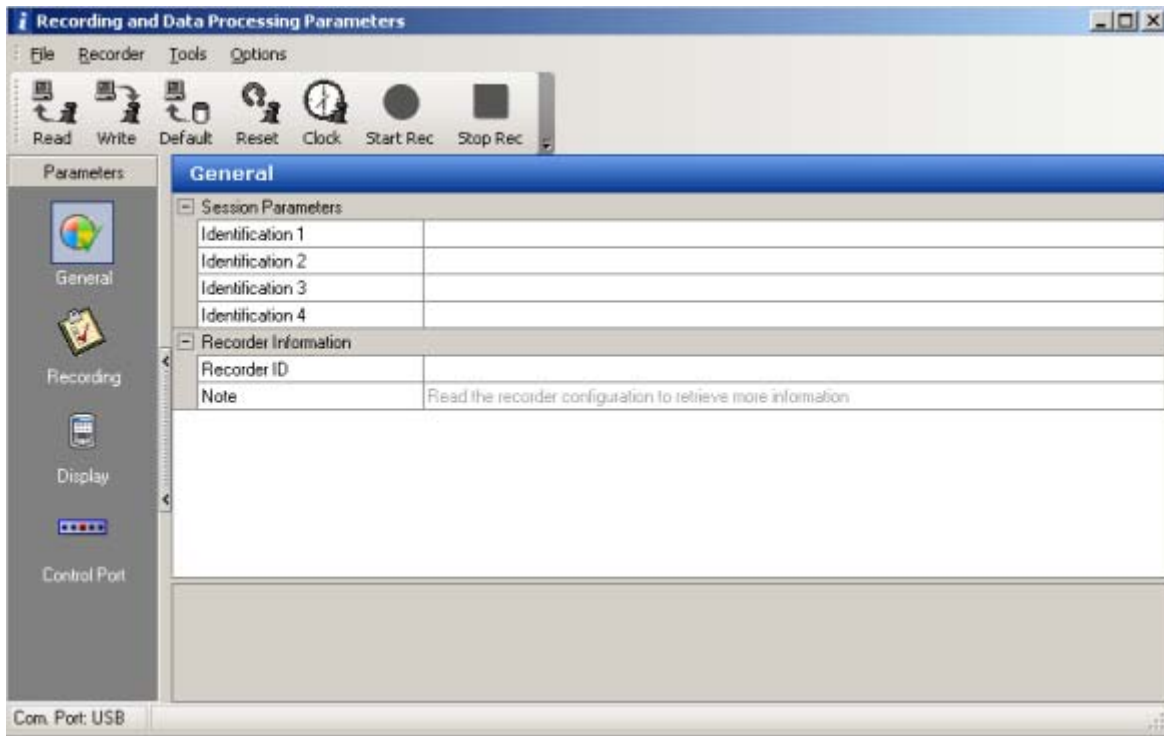 Recording and Data Processing Parameters
File Recorder Tools Options
Read Write Default Reset Clock Start Rec Stop Rec
Parameters
General
General
Recording
Display
Control Port
Session Parameters
Identification 1
Identification 2
Identification 3
Identification 4
Recorder Information
Recorder ID
Note Read the recorder configuration to retrieve more information
Com. Port: USB